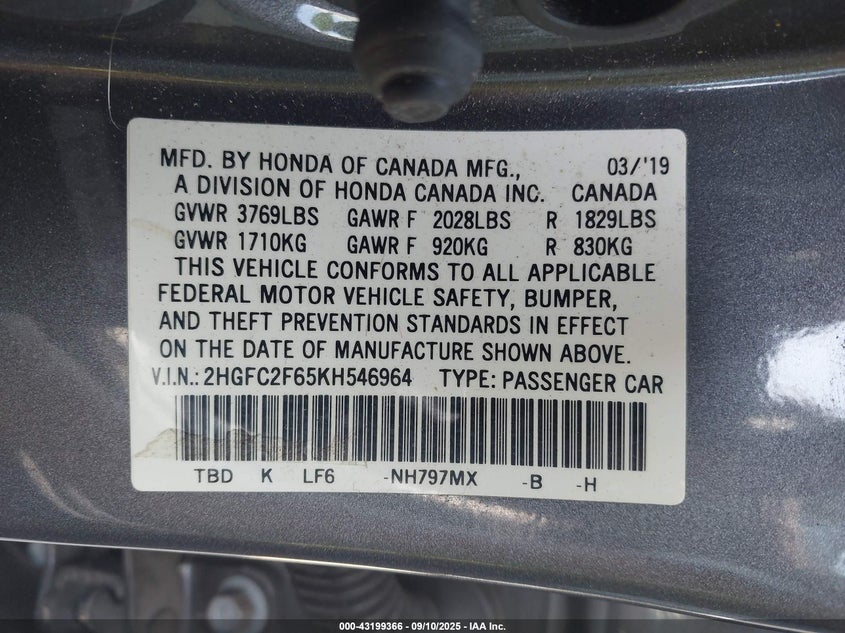 MFD. BY HONDA OF CANADA MFG., 03/'19
A DIVISION OF HONDA CANADA INC. CANADA
GVWR 3769LBS GAWR F 2028LBS R 1829LBS
GVWR 1710KG GAWR F 920KG R 830KG
THIS VEHICLE CONFORMS TO ALL APPLICABLE
FEDERAL MOTOR VEHICLE SAFETY, BUMPER,
AND THEFT PREVENTION STANDARDS IN EFFECT
ON THE DATE OF MANUFACTURE SHOWN ABOVE.
V.I.N.: 2HGFC2F65KH546964 TYPE: PASSENGER CAR
TBD K LF6 -NH797MX -B -H
000-43199366 - 09/10/2025 - IAA Inc.